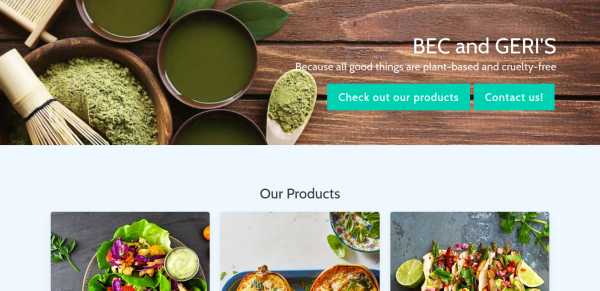 BEC and GERI'S
Because all good things are plant-based and cruelty-free
Check out our products
Contact us!
Our Products